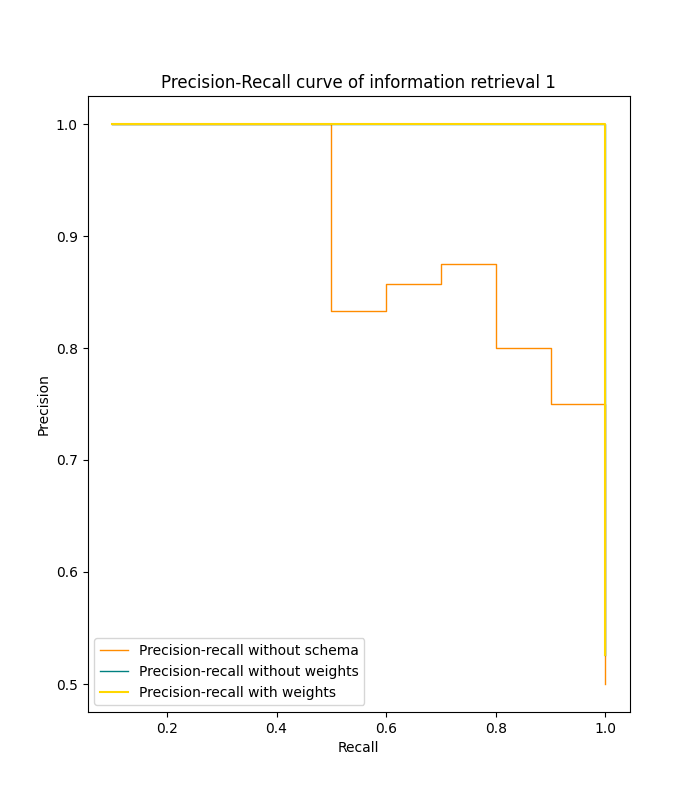 Precision-Recall curve of information retrieval 1
1.0
0.9
0.8
0.7
0.6
0.5
Precision
Precision-recall without schema
Precision-recall without weights
Precision-recall with weights
0.2 0.4 0.6 0.8 1.0
Recall